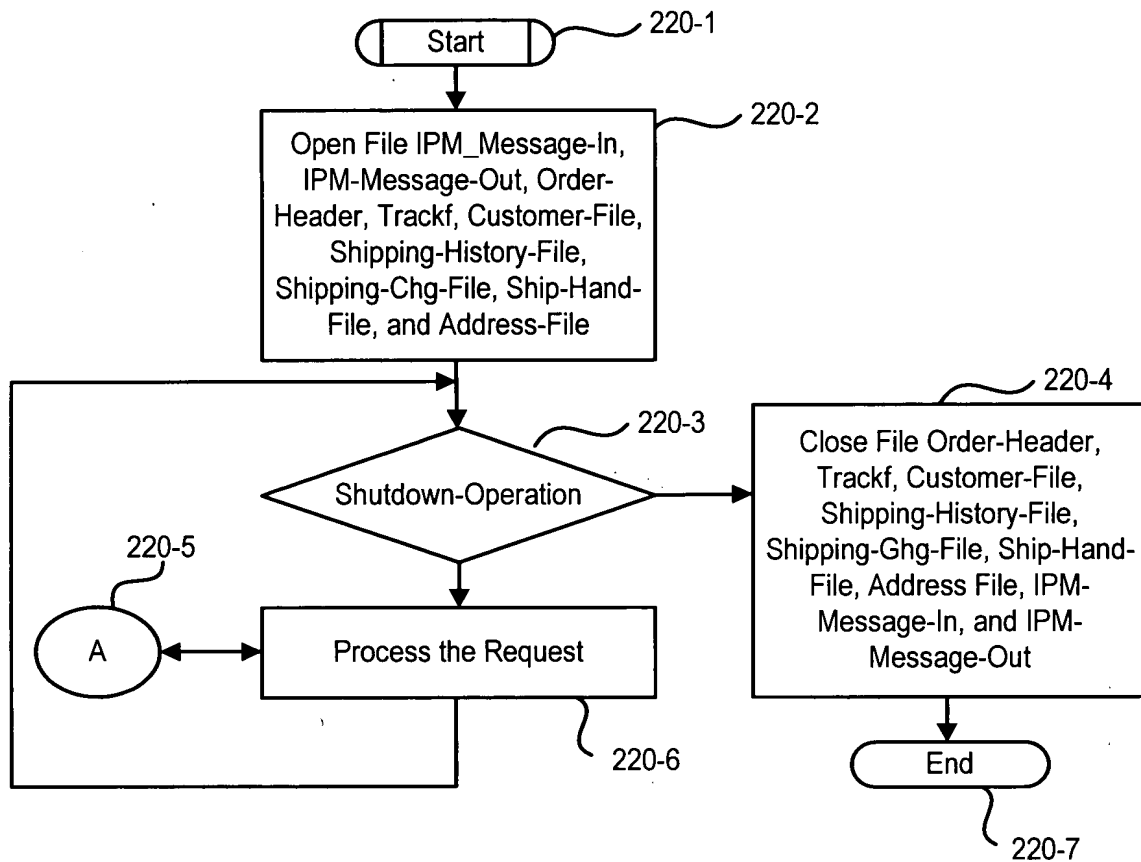 Start
220-1
220-2
Open File IPM_Message-In,
IPM-Message-Out, Order-
Header, Trackf, Customer-File,
Shipping-History-File,
Shipping-Chg-File, Ship-Hand-
File, and Address-File
220-3
Shutdown-Operation
220-4
Close File Order-Header,
Trackf, Customer-File,
Shipping-History-File,
Shipping-Ghg-File, Ship-Hand-
File, Address File, IPM-
Message-In, and IPM-
Message-Out
220-5
A
Process the Request
220-6
End
220-7